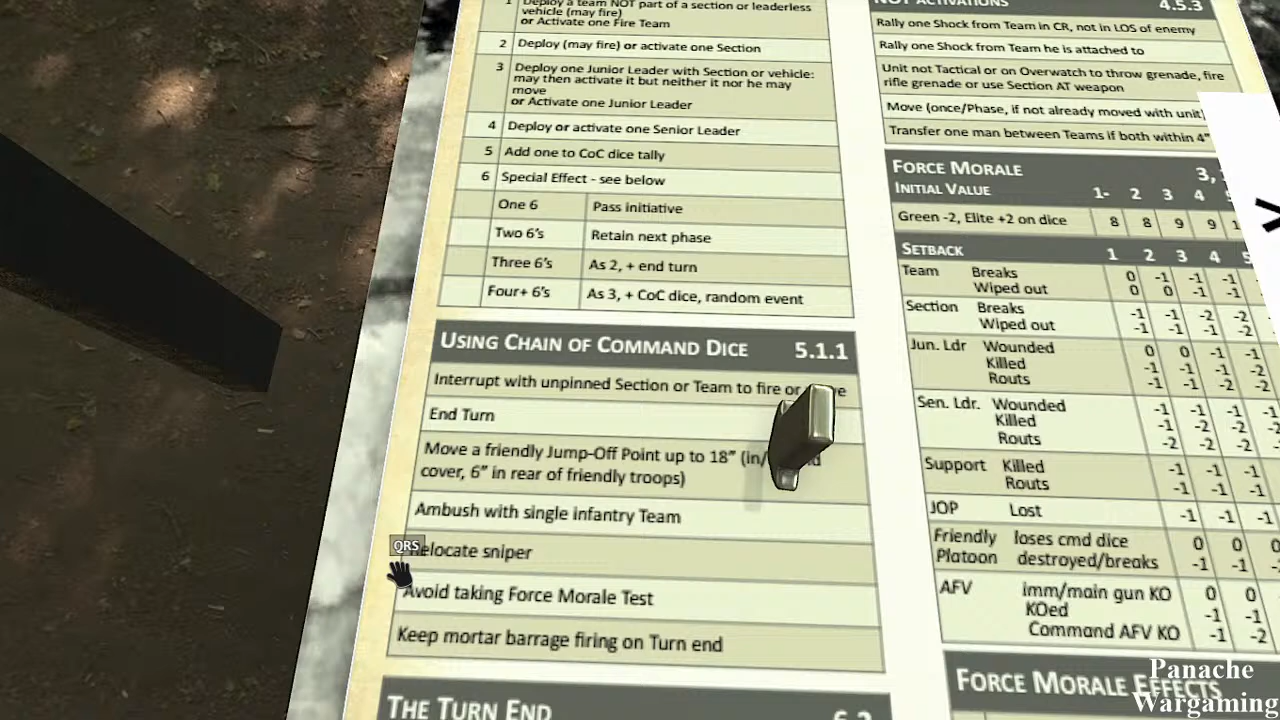 1 Deploy a team NOT part of a section or leaderless
vehicle (may fire)
or Activate one Fire Team
2 Deploy (may fire) or activate one Section
3 Deploy one Junior Leader with Section or vehicle:
may then activate it but neither it nor he may
move
or Activate one Junior Leader
4 Deploy or activate one Senior Leader
5 Add one to CoC dice tally
6 Special Effect - see below
One 6 Pass initiative
Two 6's Retain next phase
Three 6's As 2, + end turn
Four+ 6's As 3, + CoC dice, random event
USING CHAIN OF COMMAND DICE 5.1.1
Interrupt with unpinned Section or Team to fire or
End Turn
Move a friendly Jump-Off Point up to 18" (in/
cover, 6" in rear of friendly troops)
Ambush with single infantry Team
QRS
elocate sniper
Avoid taking Force Morale Test
Keep mortar barrage firing on Turn end
THE TURN END 6.2
NOT ACTIVATIONS 4.5.3
Rally one Shock from Team in CR, not in LOS of enemy
Rally one Shock from Team he is attached to
Unit not Tactical or on Overwatch to throw grenade, fire
rifle grenade or use Section AT weapon
Move (once/Phase, if not already moved with unit)
Transfer one man between Teams if both within 4"
FORCE MORALE 3,
INITIAL VALUE 1- 2 3 4
Green -2, Elite +2 on dice 8 8 9 9 1
SETBACK 1 2 3 4 5
Team Breaks 0 -1 -1 -1
Wiped out 0 0 -1 -1
Section Breaks -1 -1 -2 -2
Wiped out -1 -1 -1 -2
Jun. Ldr Wounded 0 0 -1 -1
Killed -1 -1 -1 -2
Routs -1 -1 -2 -2
Sen. Ldr. Wounded -1 -1 -1 -1
Killed -1 -2 -2 -2
Routs -2 -2 -2
Support Killed -1 -1 -1
Routs -1 -1 -1
JOP Lost -1 -1 -1
Friendly loses cmd dice 0 0 0
Platoon destroyed/breaks -1 -1 -1
AFV imm/main gun KO 0 0
KOed -1 -1
Command AFV KO -1 -2
FORCE MORALE EFFECTS
Panache
Wargaming